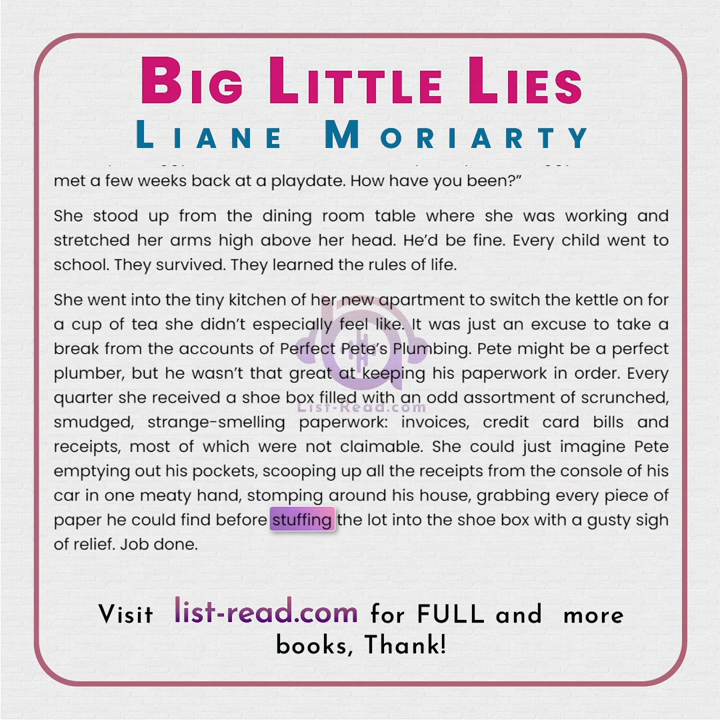 BIG LITTLE LIES
LIANE MORIARTY
met a few weeks back at a playdate. How have you been?”
She stood up from the dining room table where she was working and
stretched her arms high above her head. He’d be fine. Every child went to
school. They survived. They learned the rules of life.
She went into the tiny kitchen of her new apartment to switch the kettle on for
a cup of tea she didn’t especially feel like. It was just an excuse to take a
break from the accounts of Perfect Pete’s Plumbing. Pete might be a perfect
plumber, but he wasn’t that great at keeping his paperwork in order. Every
quarter she received a shoe box filled with an odd assortment of scrunched,
List-Read.com
smudged, strange-smelling paperwork: invoices, credit card bills and
receipts, most of which were not claimable. She could just imagine Pete
emptying out his pockets, scooping up all the receipts from the console of his
car in one meaty hand, stomping around his house, grabbing every piece of
paper he could find before stuffing the lot into the shoe box with a gusty sigh
of relief. Job done.
Visit list-read.com for FULL and more
books, Thank!